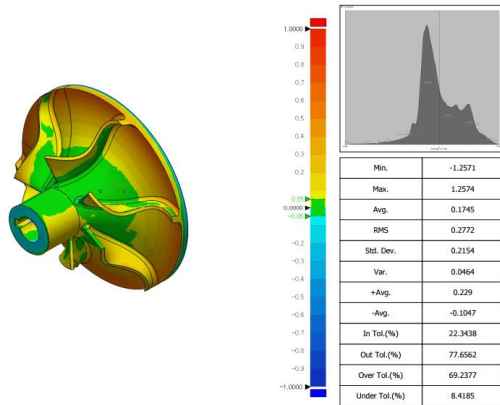 1.0000
0.9
0.8
0.7
0.6
0.5
0.4
0.3
0.2
0.05
0.0000
-0.05
-0.2
-0.3
-0.4
-0.5
-0.6
-0.7
-0.8
-0.9
-1.0000
Min. -1.2571
Max. 1.2574
Avg. 0.1745
RMS 0.2772
Std. Dev. 0.2154
Var. 0.0464
+Avg. 0.229
-Avg. -0.1047
In Tol.(%) 22.3438
Out Tol.(%) 77.6562
Over Tol.(%) 69.2377
Under Tol.(%) 8.4185